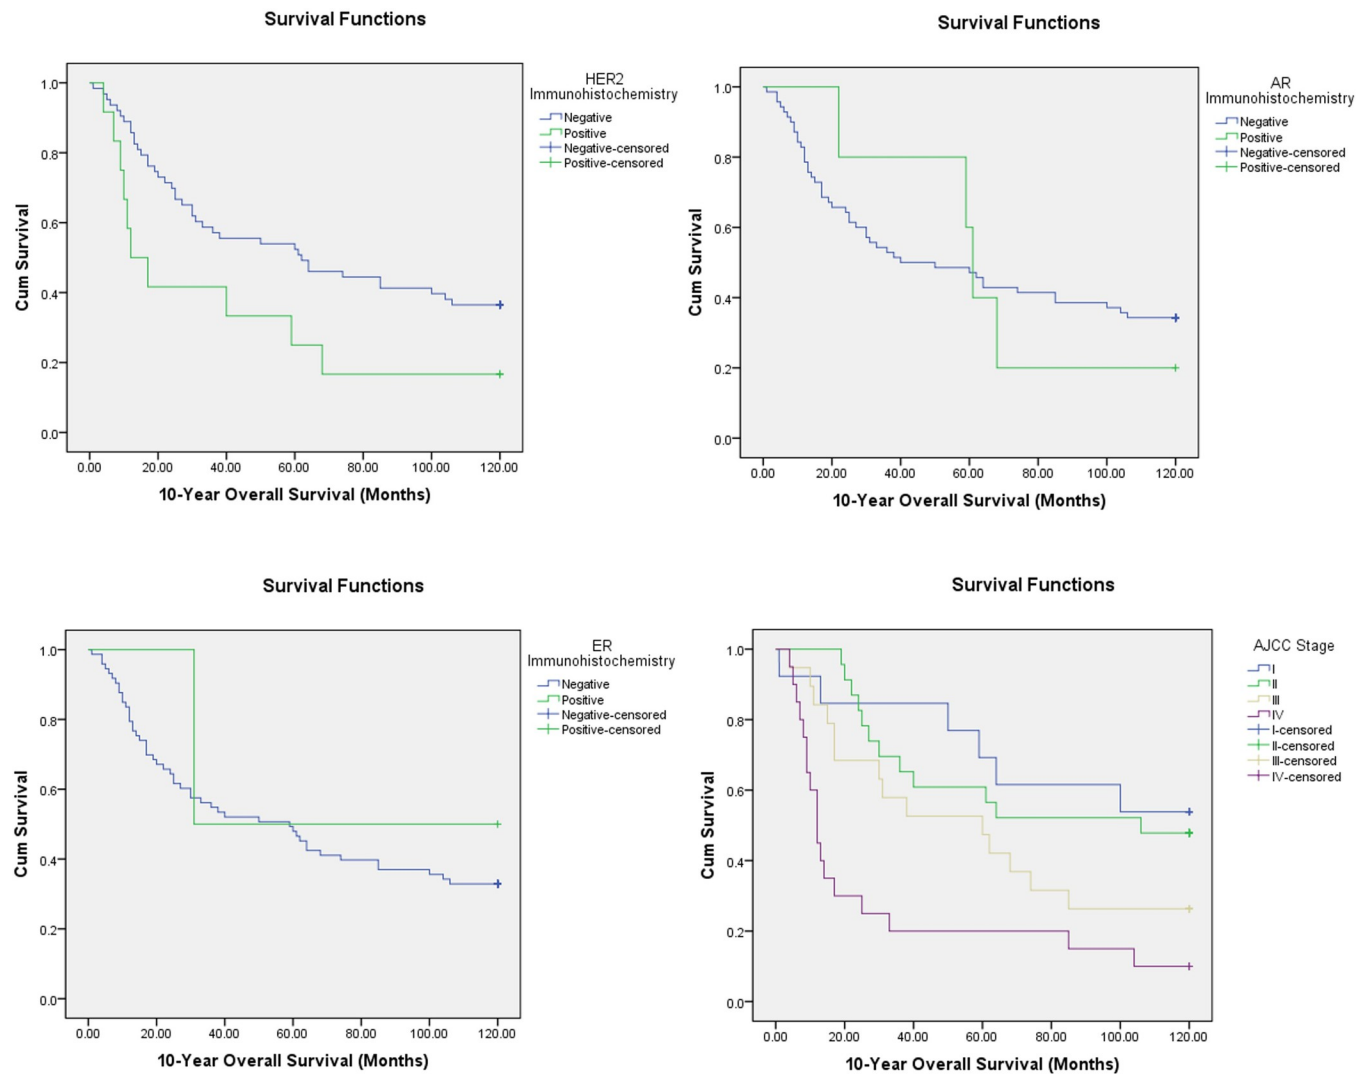 Survival Functions
HER2
Immunohistochemistry
Negative
Positive
Negative-censored
Positive-censored
Cum Survival
1.0
0.8
0.6
0.4
0.2
0.0
0.00 20.00 40.00 60.00 80.00 100.00 120.00
10-Year Overall Survival (Months)
Survival Functions
AR
Immunohistochemistry
Negative
Positive
Negative-censored
Positive-censored
Cum Survival
1.0
0.8
0.6
0.4
0.2
0.0
0.00 20.00 40.00 60.00 80.00 100.00 120.00
10-Year Overall Survival (Months)
Survival Functions
ER
Immunohistochemistry
Negative
Positive
Negative-censored
Positive-censored
Cum Survival
1.0
0.8
0.6
0.4
0.2
0.0
0.00 20.00 40.00 60.00 80.00 100.00 120.00
10-Year Overall Survival (Months)
Survival Functions
AJCC Stage
I
II
III
IV
I-censored
II-censored
III-censored
IV-censored
Cum Survival
1.0
0.8
0.6
0.4
0.2
0.0
0.00 20.00 40.00 60.00 80.00 100.00 120.00
10-Year Overall Survival (Months)